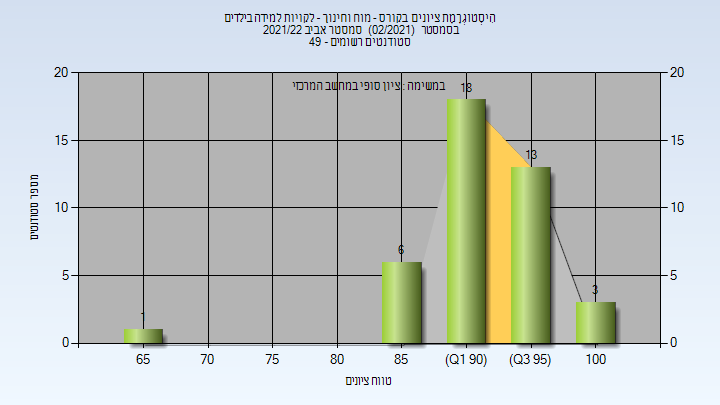 הִיסְטוֹגְרָמַת ציונים בקורס - מוח וחינוך - לקויות למידה בילדים
בסמסטר (02/2021) סמסטר אביב 2021/22
סטודנטים רשומים - 49
במשימה : ציון סופי במחשב המרכזי
מספר סטודנטים
20 15 10 5 0
20 15 10 5 0
1 6 18 13 3
65 70 75 80 85 (Q1 90) (Q3 95) 100
טווח ציונים